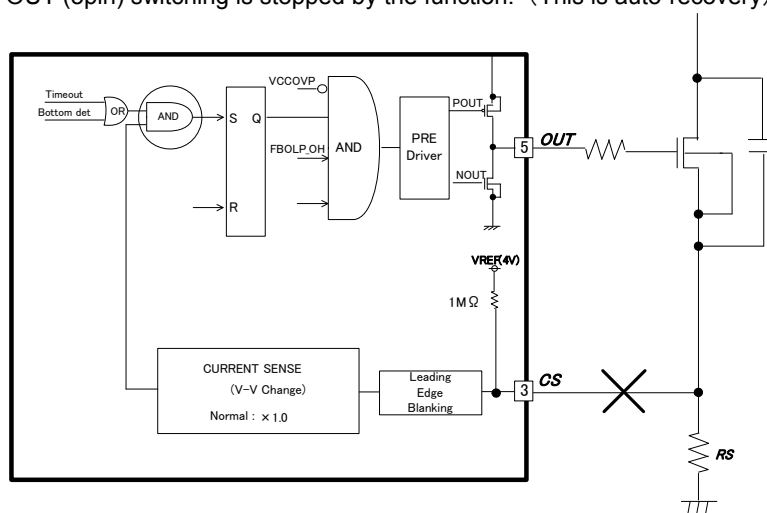 OUT (5pin) switching is stopped by the function. (This is auto recovery)
Timeout
Bottom det
OR
AND
S Q
R
VCCOVP
FBOLP_OH
AND
PRE
Driver
POUT
NOUT
5 OUT
VREF(4V)
1MΩ
CURRENT SENSE
(V-V Change)
Normal : ×1.0
Leading
Edge
Blanking
3 CS
RS